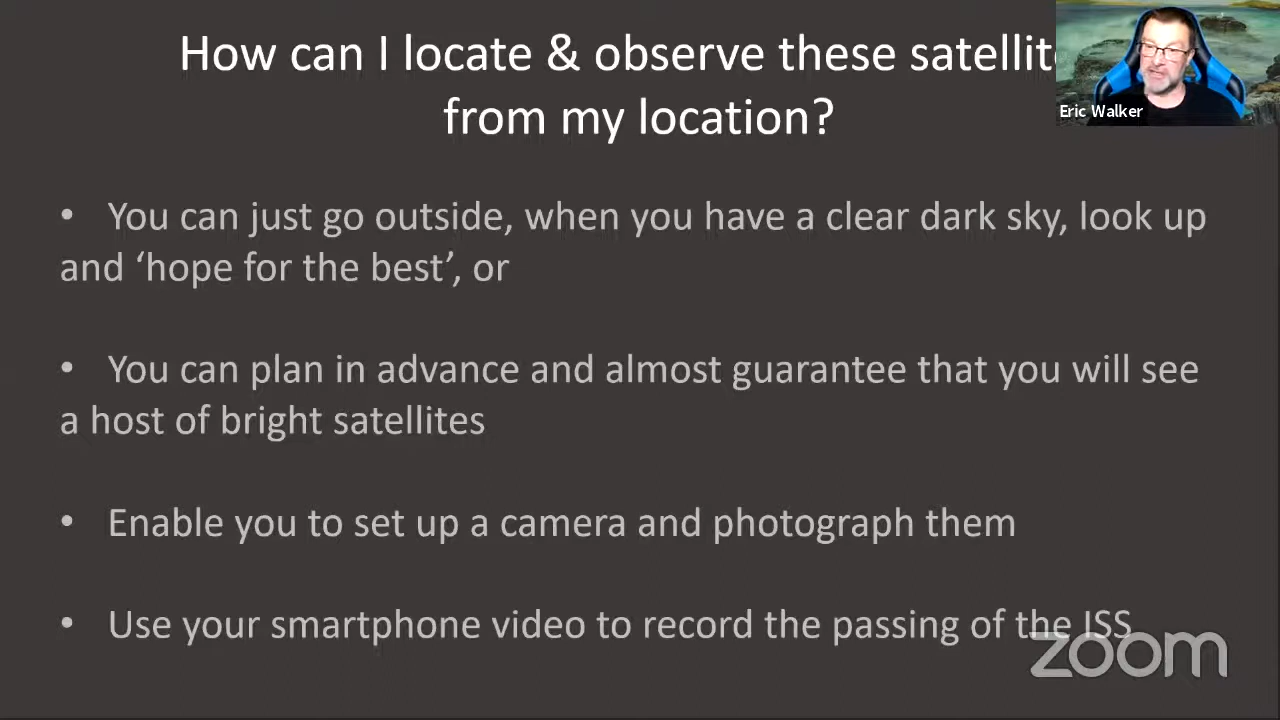 How can I locate & observe these satellit
from my location?
Eric Walker
• You can just go outside, when you have a clear dark sky, look up
and ‘hope for the best’, or
• You can plan in advance and almost guarantee that you will see
a host of bright satellites
• Enable you to set up a camera and photograph them
• Use your smartphone video to record the passing of the ISS
zoom